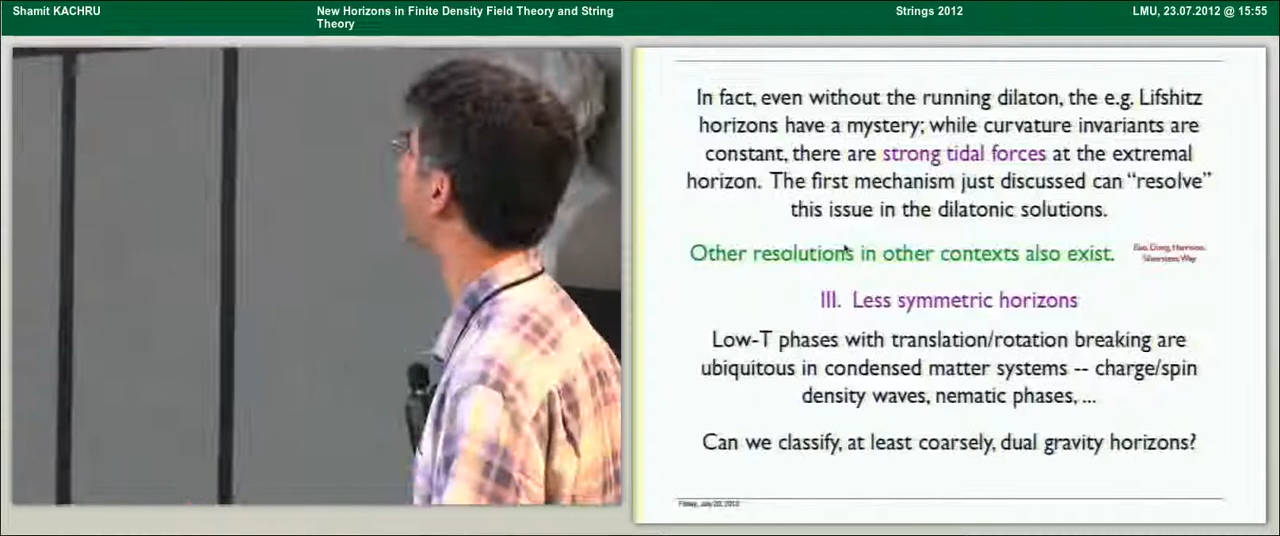 Shamit KACHRU
New Horizons in Finite Density Field Theory and String
Theory
Strings 2012
LMU, 23.07.2012 @ 15:55
In fact, even without the running dilaton, the e.g. Lifshitz
horizons have a mystery; while curvature invariants are
constant, there are strong tidal forces at the extremal
horizon. The first mechanism just discussed can “resolve”
this issue in the dilatonic solutions.
Other resolutions in other contexts also exist.
III. Less symmetric horizons
Low-T phases with translation/rotation breaking are
ubiquitous in condensed matter systems -- charge/spin
density waves, nematic phases, ...
Can we classify, at least coarsely, dual gravity horizons?
Friday, July 20, 2012